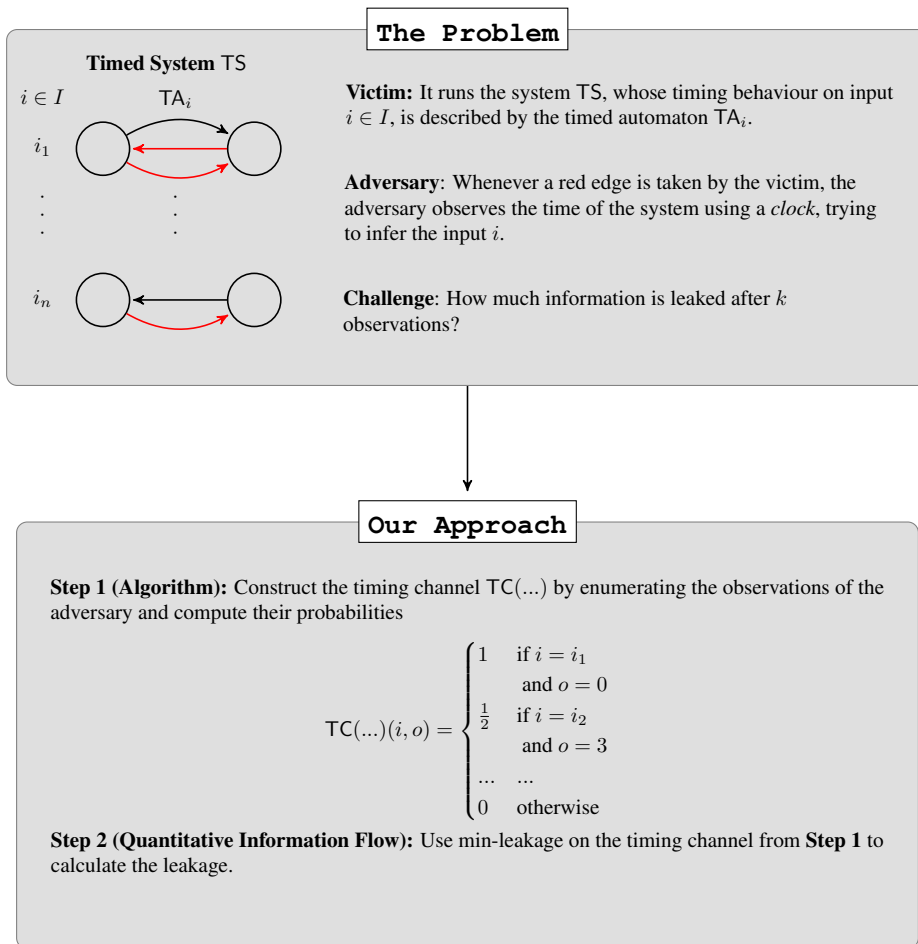 The Problem
Timed System TS
i ∈ I
TA_i
i_1
.
.
.
.
.
.
i_n
Victim: It runs the system TS, whose timing behaviour on input
i ∈ I, is described by the timed automaton TA_i.
Adversary: Whenever a red edge is taken by the victim, the
adversary observes the time of the system using a clock, trying
to infer the input i.
Challenge: How much information is leaked after k
observations?
Our Approach
Step 1 (Algorithm): Construct the timing channel TC(...) by enumerating the observations of the
adversary and compute their probabilities
1 if i = i_1
and o = 0
1/2 if i = i_2
TC(...)(i, o) =
and o = 3
... ...
0 otherwise
Step 2 (Quantitative Information Flow): Use min-leakage on the timing channel from Step 1 to
calculate the leakage.